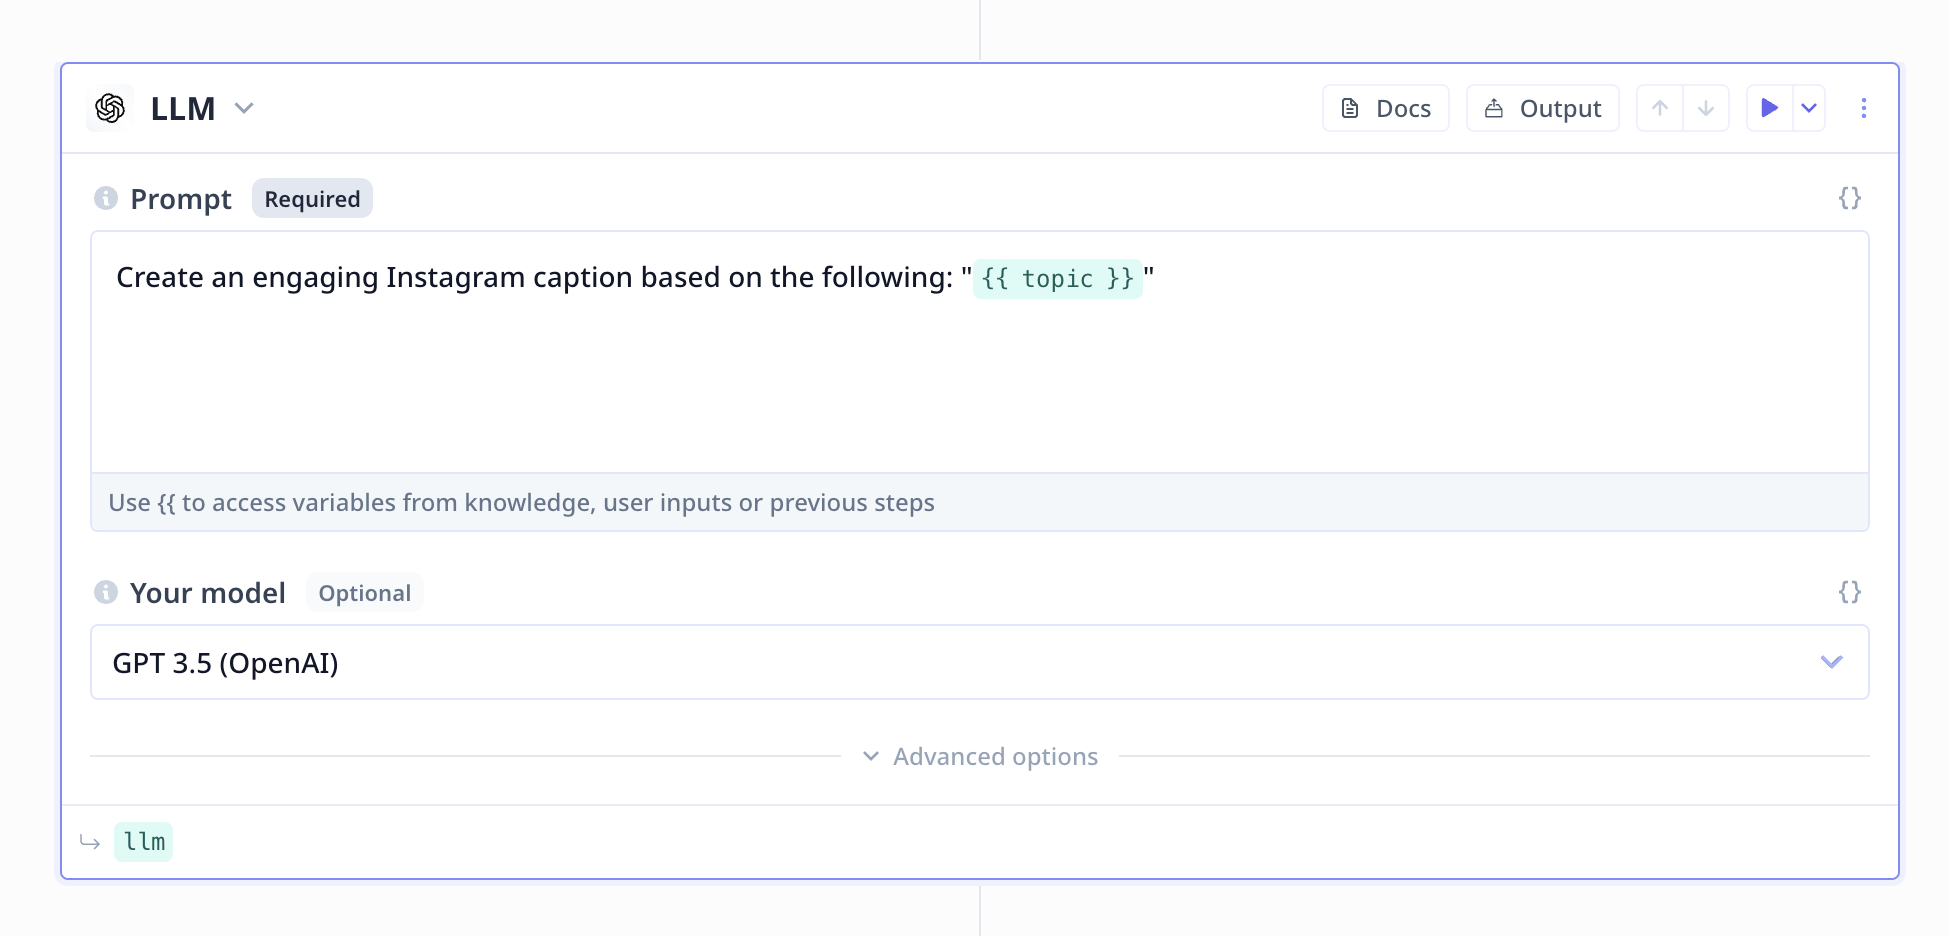 LLM
Docs
Output
Prompt Required
{}
Create an engaging Instagram caption based on the following: "{{ topic }}"
Use {{ to access variables from knowledge, user inputs or previous steps
Your model Optional
{}
GPT 3.5 (OpenAI)
Advanced options
llm